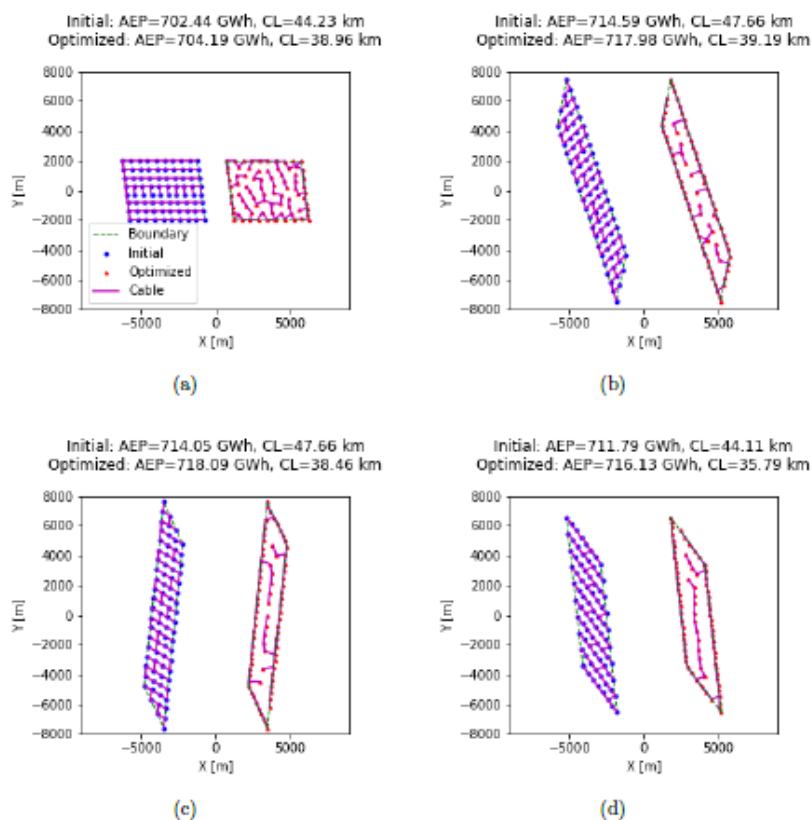 Initial: AEP=702.44 GWh, CL=44.23 km
Optimized: AEP=704.19 GWh, CL=38.96 km
8000
6000
4000
2000
0
−2000
−4000
−6000
−8000
Y [m]
Boundary
Initial
Optimized
Cable
−5000 0 5000
X [m]
(a)
Initial: AEP=714.59 GWh, CL=47.66 km
Optimized: AEP=717.98 GWh, CL=39.19 km
8000
6000
4000
2000
0
−2000
−4000
−6000
−8000
Y [m]
−5000 0 5000
X [m]
(b)
Initial: AEP=714.05 GWh, CL=47.66 km
Optimized: AEP=718.09 GWh, CL=38.46 km
8000
6000
4000
2000
0
−2000
−4000
−6000
−8000
Y [m]
−5000 0 5000
X [m]
(c)
Initial: AEP=711.79 GWh, CL=44.11 km
Optimized: AEP=716.13 GWh, CL=35.79 km
8000
6000
4000
2000
0
−2000
−4000
−6000
−8000
Y [m]
−5000 0 5000
X [m]
(d)